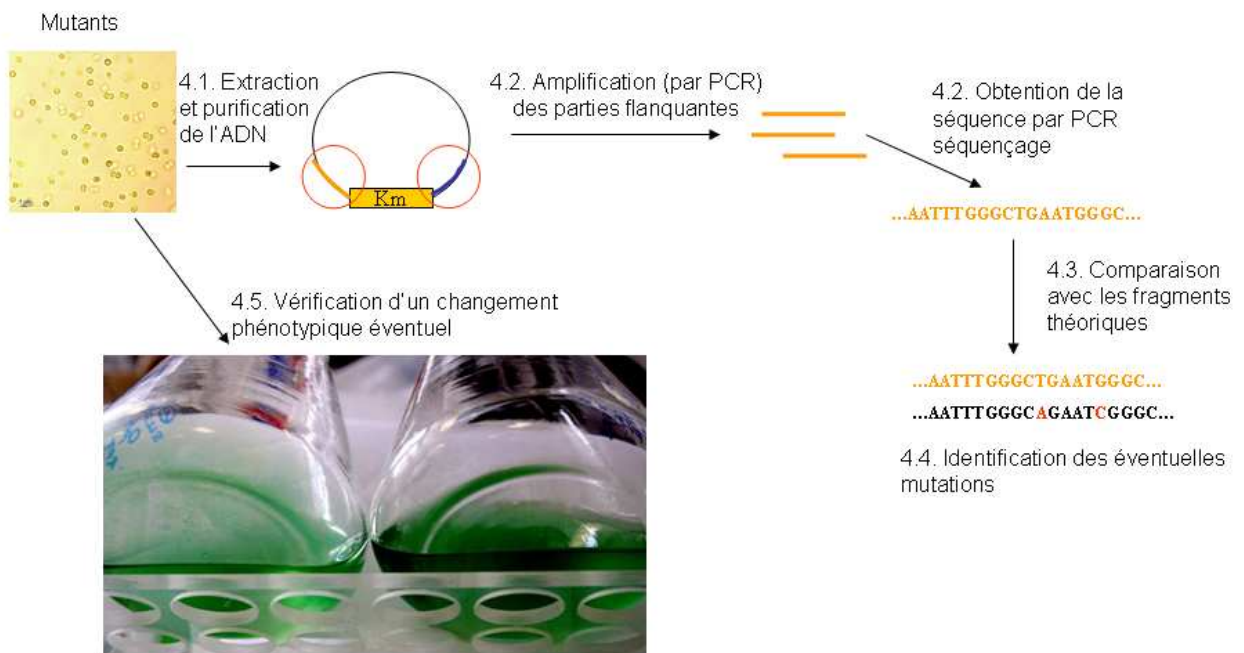 Mutants
4.1. Extraction
et purification
de l'ADN
4.2. Amplification (par PCR)
des parties flanquantes
4.2. Obtention de la
séquence par PCR
séquençage
Km
...AATTTGGGCTGAATGGGC...
4.3. Comparaison
avec les fragments
théoriques
4.5. Vérification d'un changement
phénotypique éventuel
...AATTTGGGCTGAATGGGC...
...AATTTGGGCAGAATCGGGC...
4.4. Identification des éventuelles
mutations